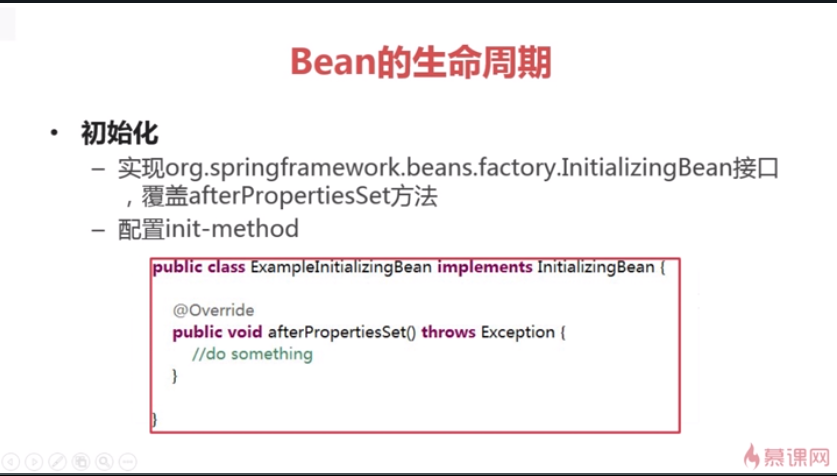 Bean的生命周期
• 初始化
– 实现org.springframework.beans.factory.InitializingBean接口
，覆盖afterPropertiesSet方法
– 配置init-method
public class ExampleInitializingBean implements InitializingBean {
@Override
public void afterPropertiesSet() throws Exception {
//do something
}
}
慕课网